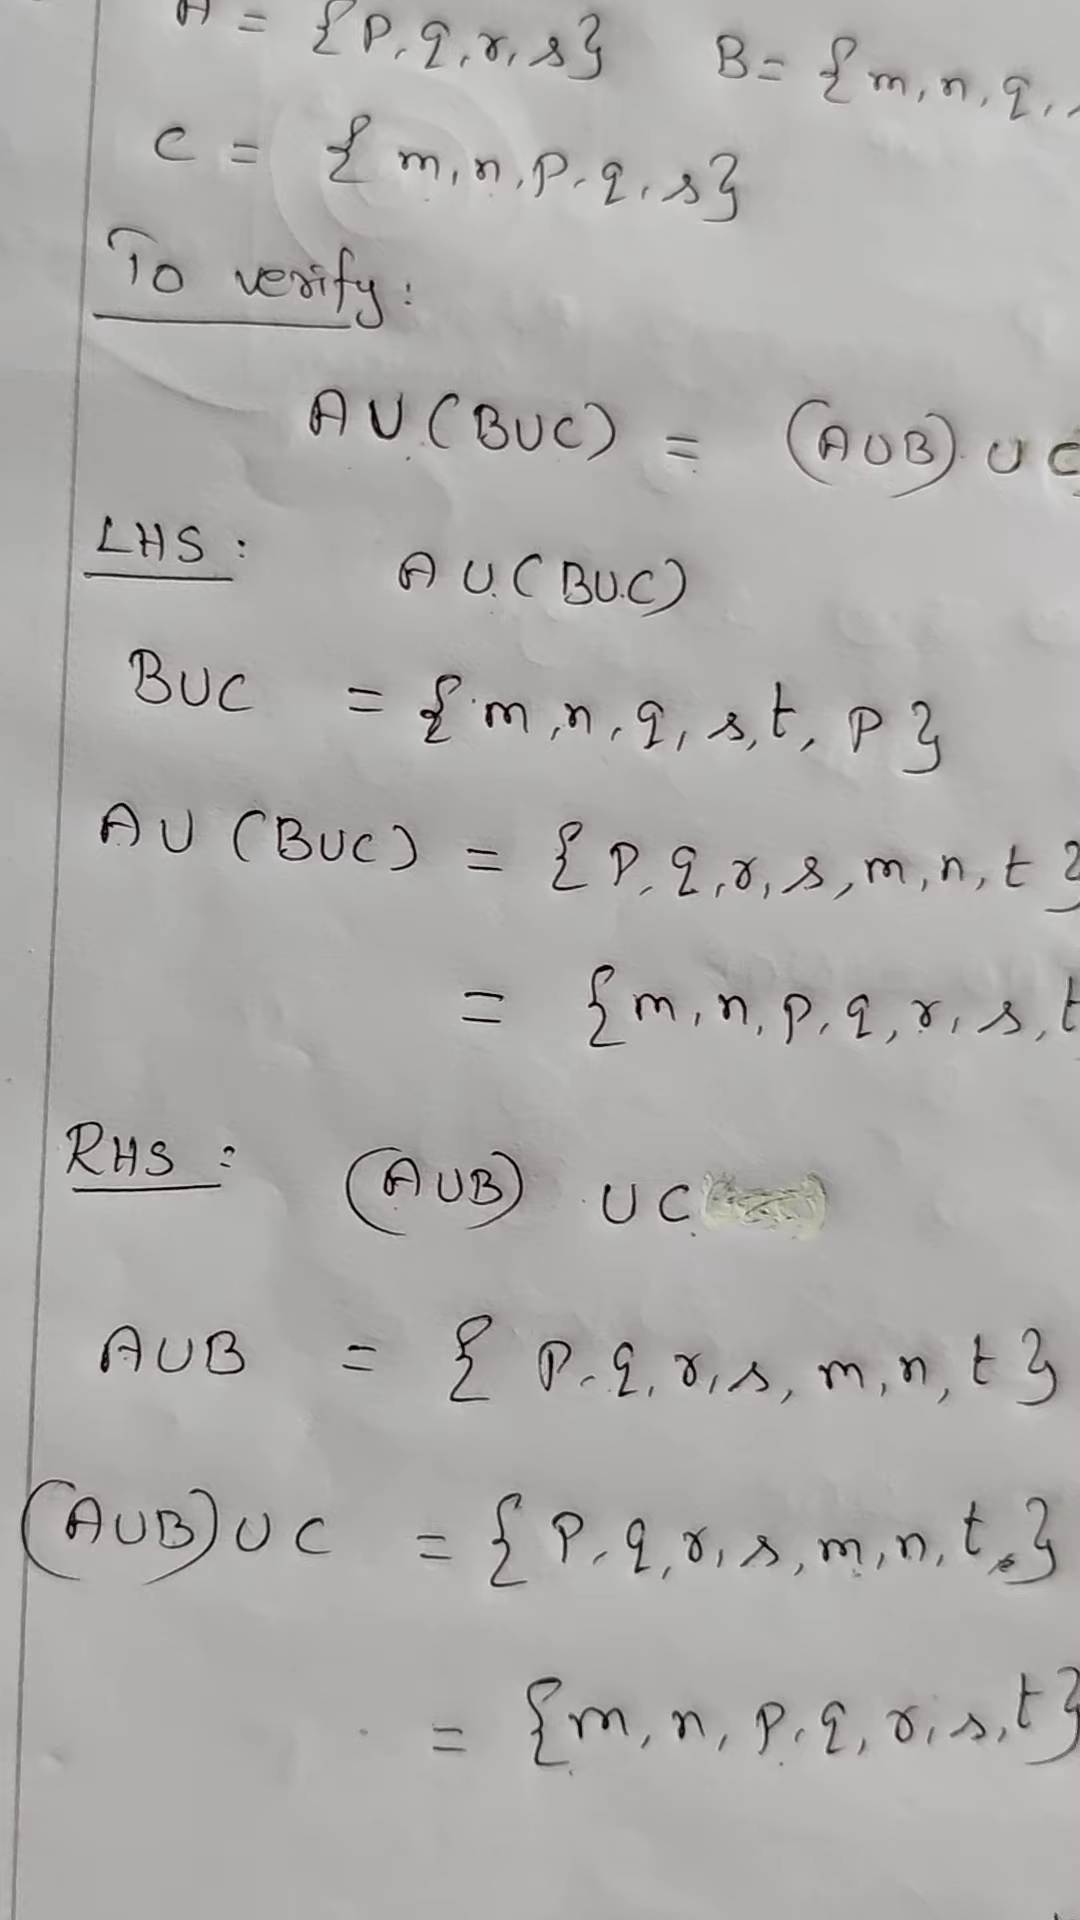 A = {p, q, r, s} B = {m, n, q,
C = {m, n, p, q, s}
To verify:
A∪(B∪C) = (A∪B)∪C
LHS: A∪(B∪C)
B∪C = {m, n, q, s, t, p}
A∪(B∪C) = {p, q, r, s, m, n, t}
= {m, n, p, q, r, s, t
RHS: (A∪B)∪C
A∪B = {p, q, r, s, m, n, t}
(A∪B)∪C = {p, q, r, s, m, n, t,}
= {m, n, p, q, r, s, t}